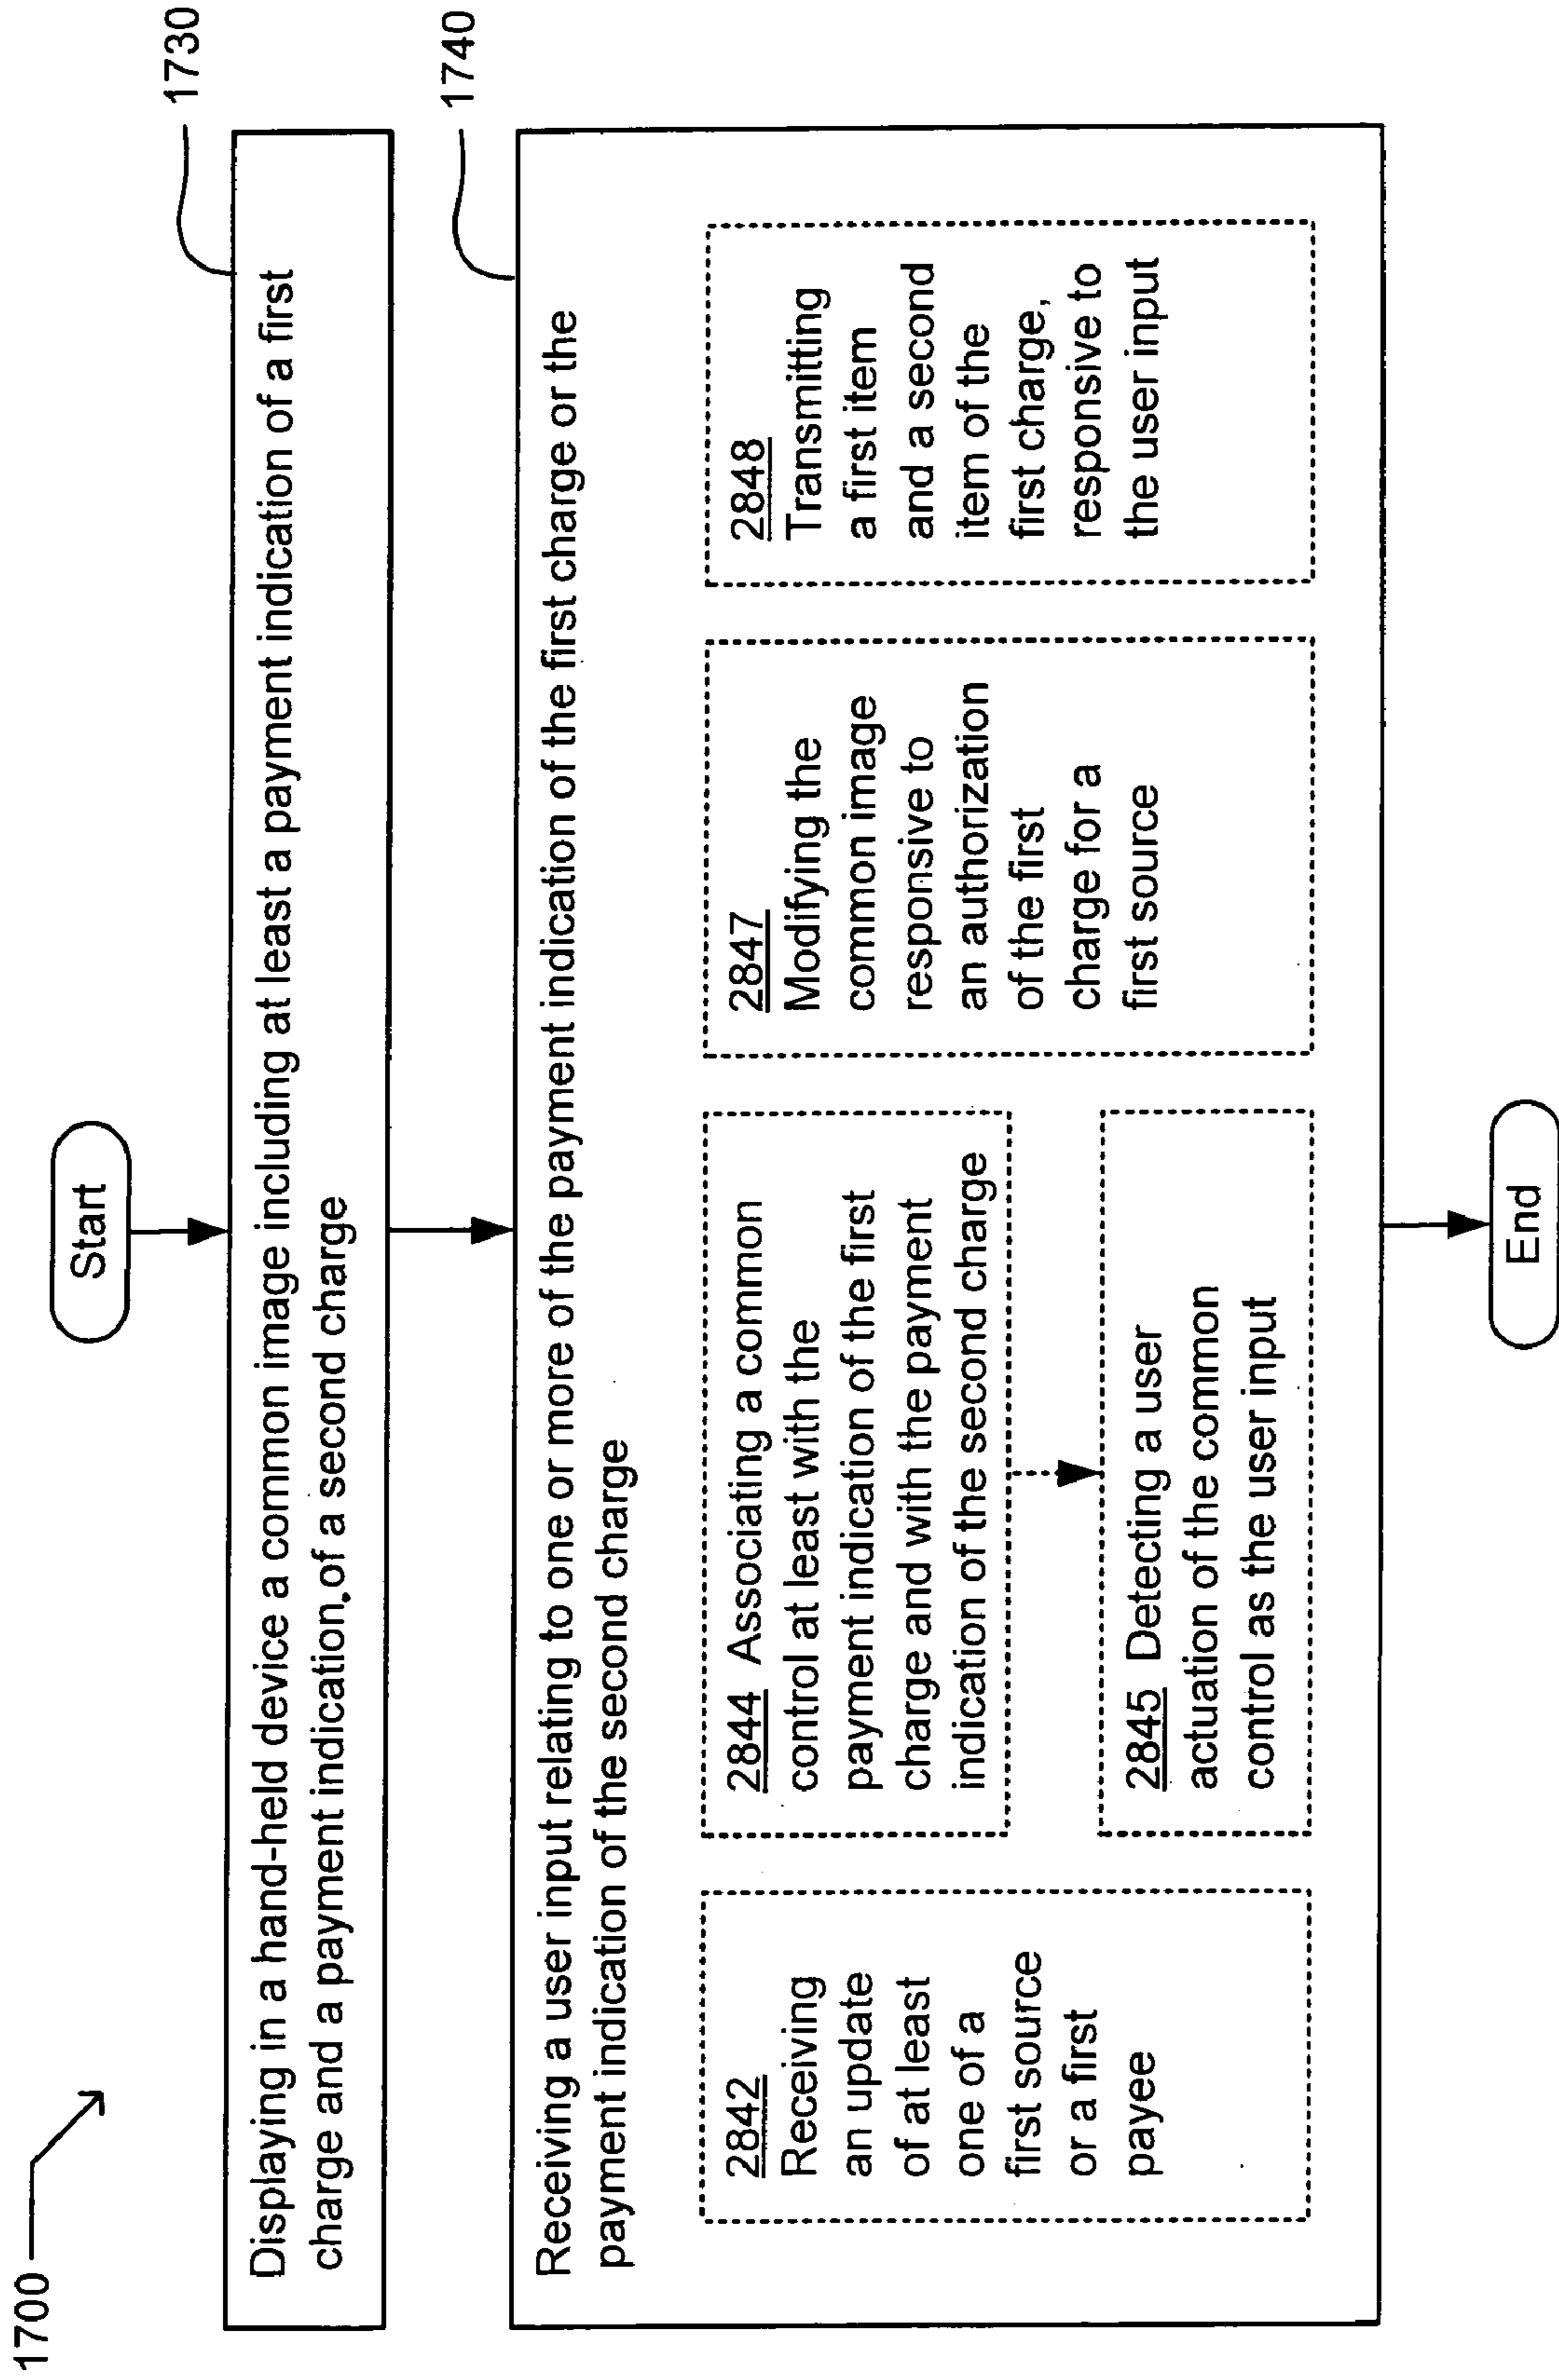 1700
Start
1730
Displaying in a hand-held device a common image including at least a payment indication of a first
charge and a payment indication of a second charge
1740
Receiving a user input relating to one or more of the payment indication of the first charge or the
payment indication of the second charge
2842
Receiving
an update
of at least
one of a
first source
or a first
payee
2844 Associating a common
control at least with the
payment indication of the first
charge and with the payment
indication of the second charge
2845 Detecting a user
actuation of the common
control as the user input
2847
Modifying the
common image
responsive to
an authorization
of the first
charge for a
first source
2848
Transmitting
a first item
and a second
item of the
first charge,
responsive to
the user input
End